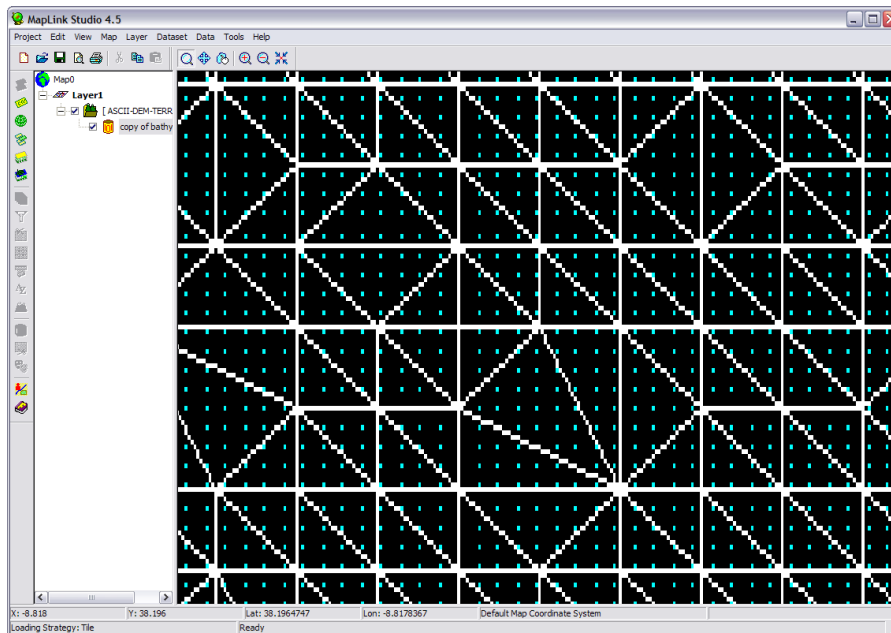 MapLink Studio 4.5
Project Edit View Map Layer Dataset Data Tools Help
Map0
Layer1
[ ASCII-DEM-TERR
copy of bathy
X: -8.818 Y: 38.196 Lat: 38.1964747 Lon: -8.8178367 Default Map Coordinate System
Loading Strategy: Tile Ready